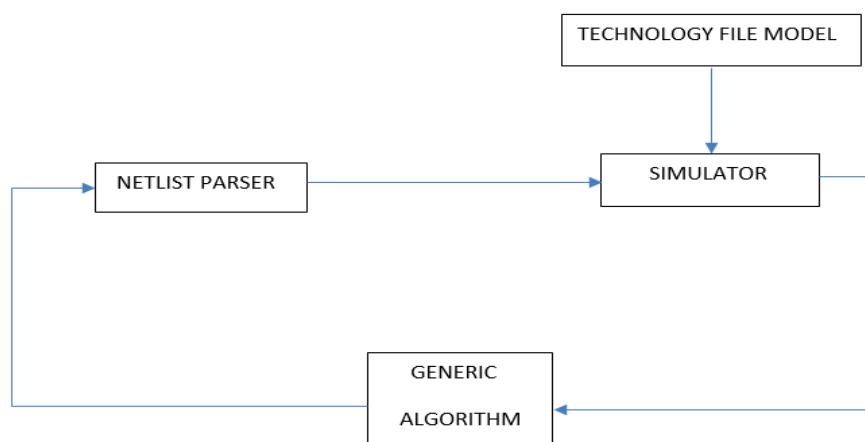 TECHNOLOGY FILE MODEL
NETLIST PARSER
SIMULATOR
GENERIC
ALGORITHM